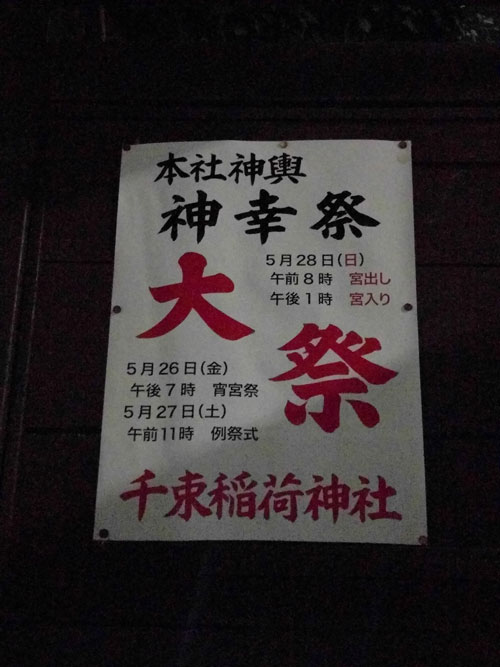 本社神輿
神幸祭
大祭
5月28日(日)
午前8時 宮出し
午後1時 宮入り
5月26日(金)
午後7時 宵宮祭
5月27日(土)
午前11時 例祭式
千束稲荷神社